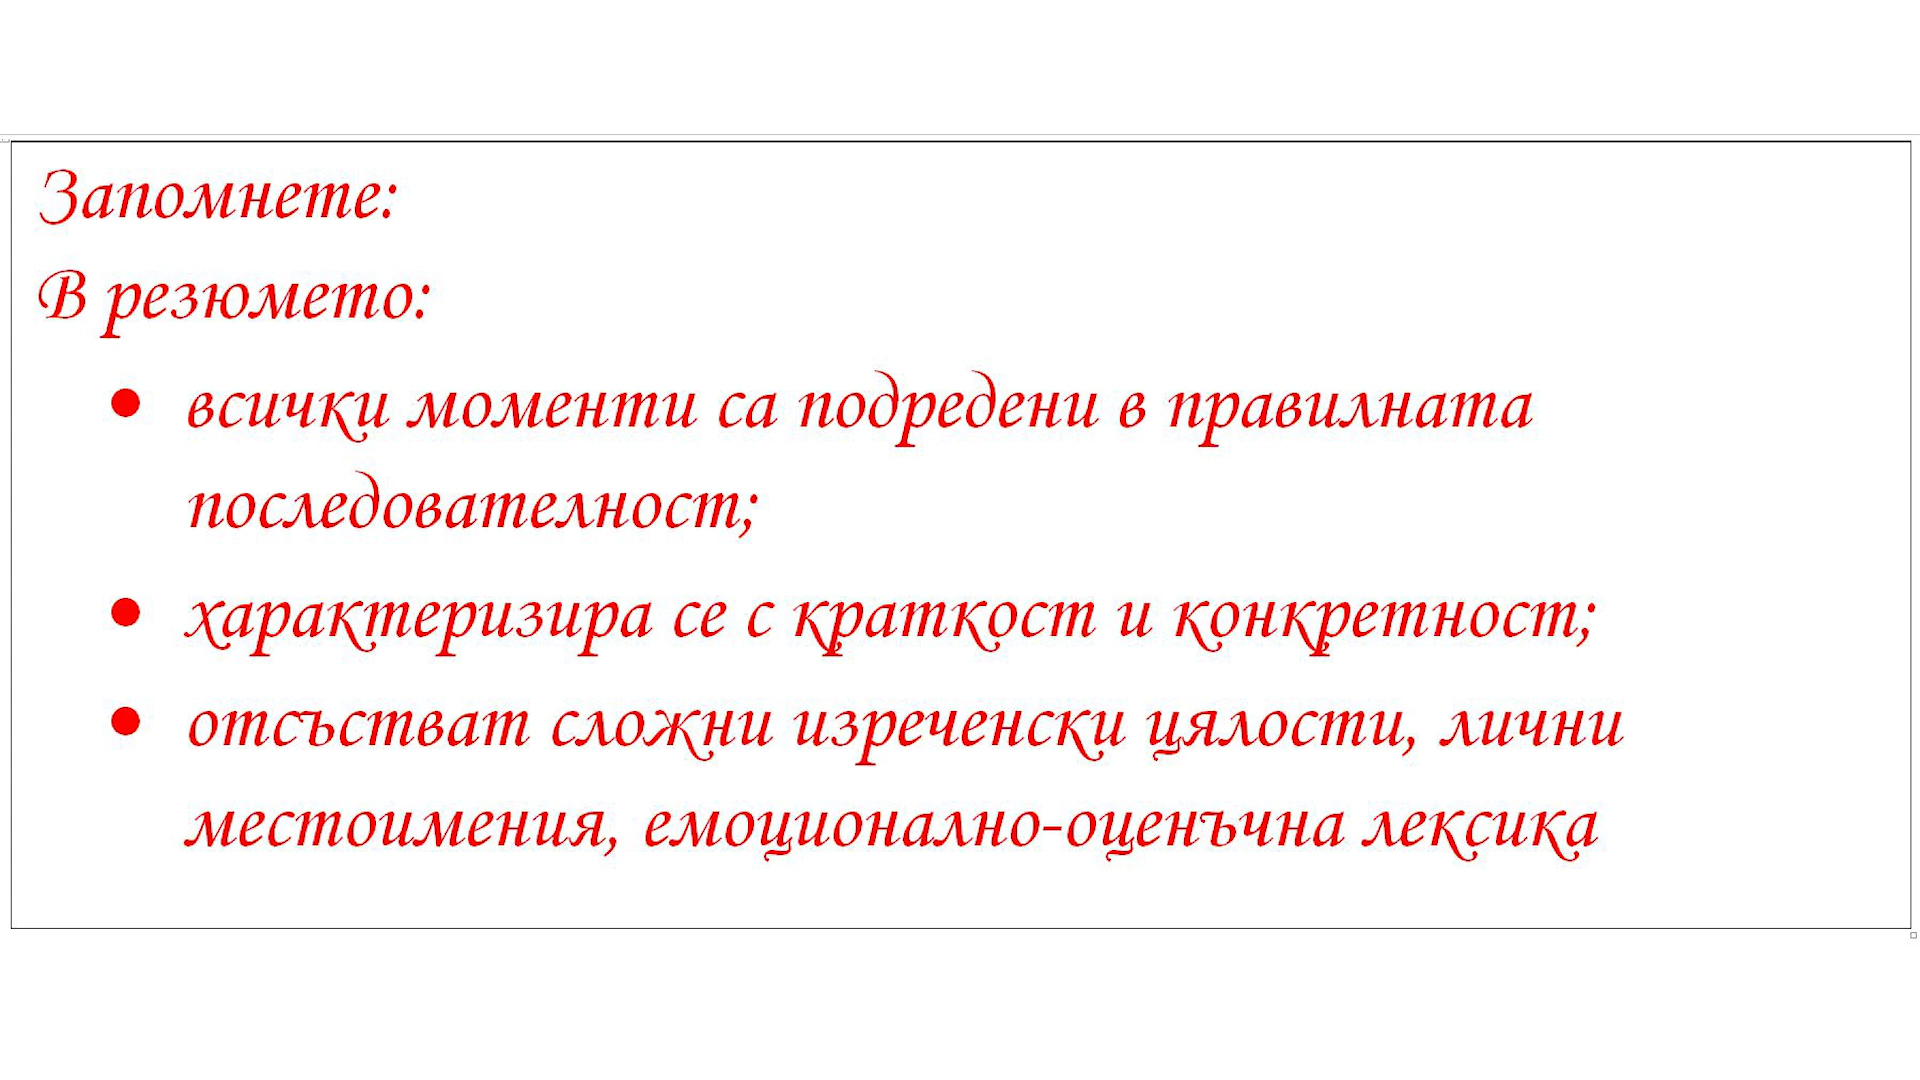 Запомнете:
В резюмето:
• всички моменти са подредени в правилната
последователност;
• характеризира се с краткост и конкретност;
• отсъстват сложни изреченски цялости, лични
местоимения, емоционално-оценъчна лексика